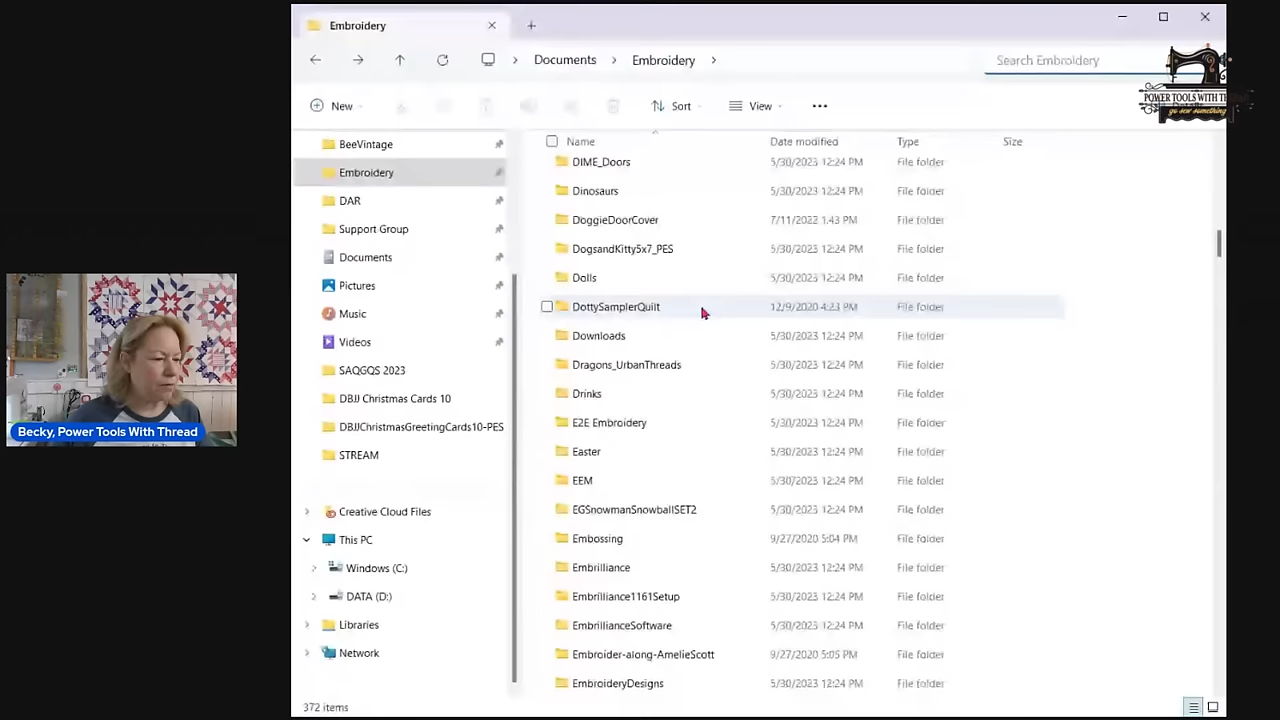 Embroidery
Documents
Embroidery
Search Embroidery
POWER TOOLS WITH THREAD
go sew something
New
Sort
View
Name
Date modified
Type
Size
BeeVintage
Embroidery
DAR
Support Group
Documents
Pictures
Music
Videos
SAQGQS 2023
DBJJ Christmas Cards 10
DBJJChristmasGreetingCards10-PES
STREAM
Creative Cloud Files
This PC
Windows (C:)
DATA (D:)
Libraries
Network
DIME_Doors 5/30/2023 12:24 PM File folder
Dinosaurs 5/30/2023 12:24 PM File folder
DoggieDoorCover 7/11/2022 1:43 PM File folder
DogsandKitty5x7_PES 5/30/2023 12:24 PM File folder
Dolls 5/30/2023 12:24 PM File folder
DottySamplerQuilt 12/9/2020 4:23 PM File folder
Downloads 5/30/2023 12:24 PM File folder
Dragons_UrbanThreads 5/30/2023 12:24 PM File folder
Drinks 5/30/2023 12:24 PM File folder
E2E Embroidery 5/30/2023 12:24 PM File folder
Easter 5/30/2023 12:24 PM File folder
EEM 5/30/2023 12:24 PM File folder
EGSnowmanSnowballSET2 5/30/2023 12:24 PM File folder
Embossing 9/27/2020 5:04 PM File folder
Embrilliance 5/30/2023 12:24 PM File folder
Embrilliance1161Setup 5/30/2023 12:24 PM File folder
EmbrillianceSoftware 5/30/2023 12:24 PM File folder
Embroider-along-AmelieScott 9/27/2020 5:05 PM File folder
EmbroideryDesigns 5/30/2023 12:24 PM File folder
372 items
Becky, Power Tools With Thread